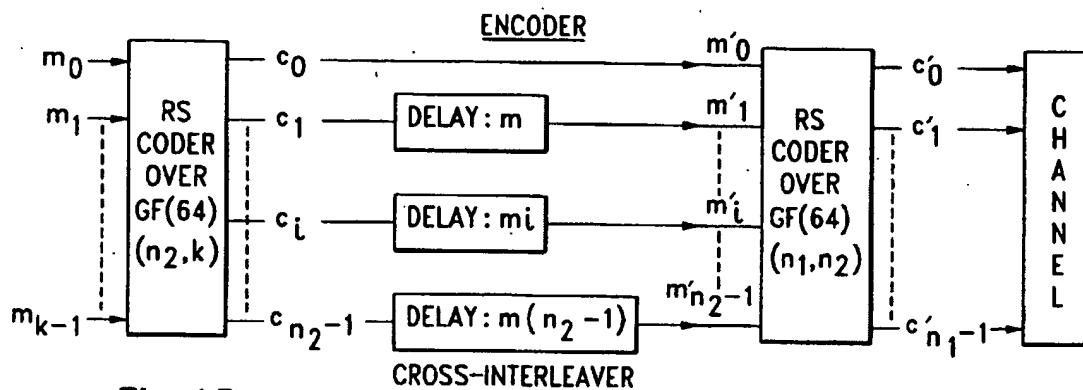 ENCODER
m0
m1
mk-1
RS
CODER
OVER
GF(64)
(n2,k)
c0
c1
ci
cn2-1
DELAY: m
DELAY: mi
DELAY: m(n2-1)
CROSS-INTERLEAVER
m'0
m'1
m'i
m'n2-1
RS
CODER
OVER
GF(64)
(n1,n2)
c'0
c'1
c'n1-1
CHANNEL